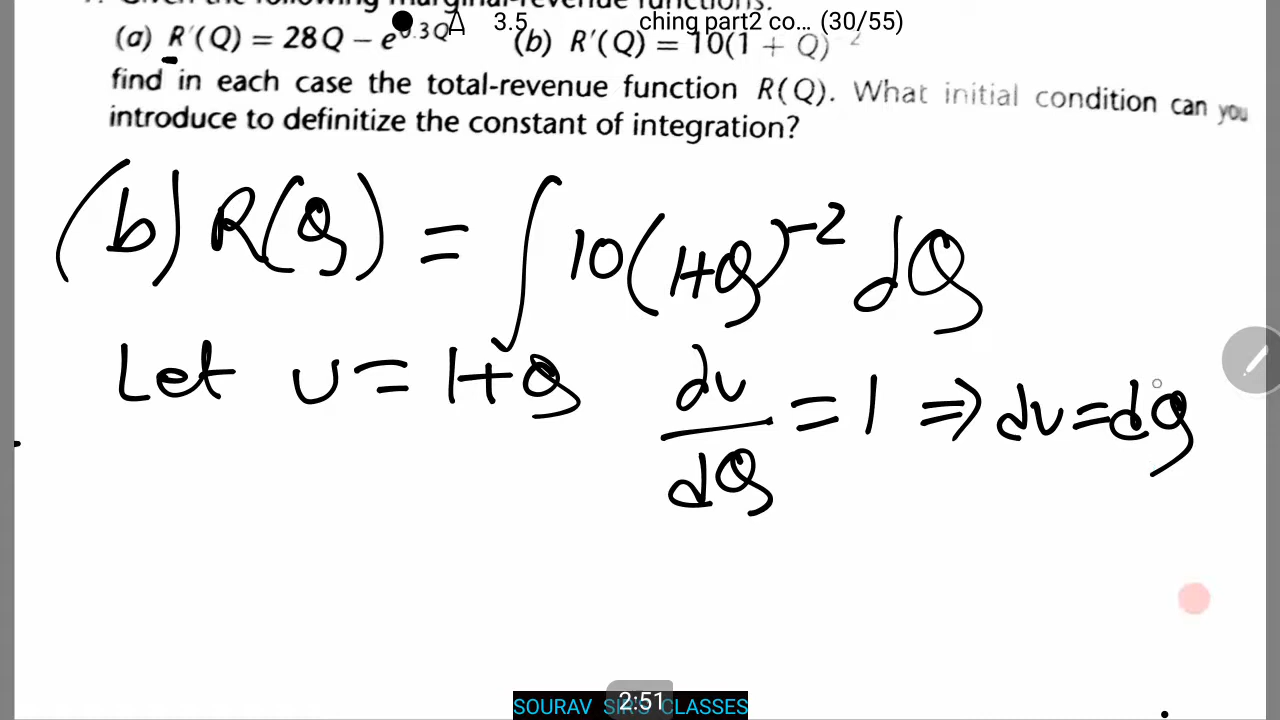 ching part2 co... (30/55)
3.5
(a) R′(Q) = 28Q − e^0.3Q (b) R′(Q) = 10(1 + Q)^−2
find in each case the total-revenue function R(Q). What initial condition can you
introduce to definitize the constant of integration?
(b) R(Q) = ∫ 10(1+Q)^−2 dQ
Let u = 1+Q du/dQ = 1 ⇒ du = dQ
2:51
SOURAV SIR'S CLASSES